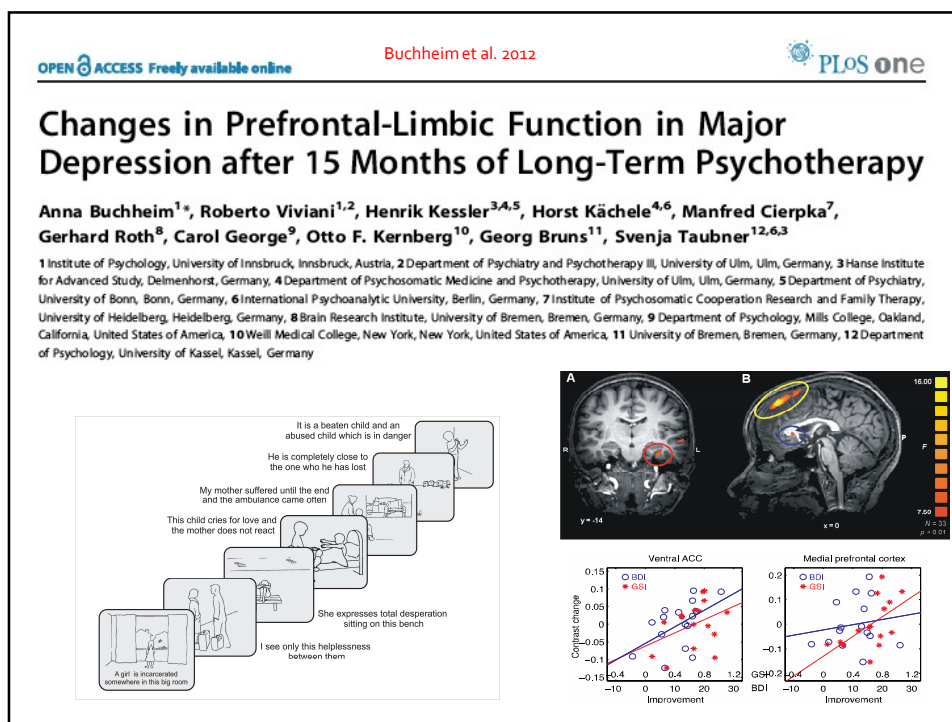 Buchheim et al. 2012
OPEN ACCESS Freely available online
PLoS one
Changes in Prefrontal-Limbic Function in Major
Depression after 15 Months of Long-Term Psychotherapy
Anna Buchheim1*, Roberto Viviani1,2, Henrik Kessler3,4,5, Horst Kächele4,6, Manfred Cierpka7,
Gerhard Roth8, Carol George9, Otto F. Kernberg10, Georg Bruns11, Svenja Taubner12,6,3
1 Institute of Psychology, University of Innsbruck, Innsbruck, Austria, 2 Department of Psychiatry and Psychotherapy III, University of Ulm, Ulm, Germany, 3 Hanse Institute
for Advanced Study, Delmenhorst, Germany, 4 Department of Psychosomatic Medicine and Psychotherapy, University of Ulm, Ulm, Germany, 5 Department of Psychiatry,
University of Bonn, Bonn, Germany, 6 International Psychoanalytic University, Berlin, Germany, 7 Institute of Psychosomatic Cooperation Research and Family Therapy,
University of Heidelberg, Heidelberg, Germany, 8 Brain Research Institute, University of Bremen, Bremen, Germany, 9 Department of Psychology, Mills College, Oakland,
California, United States of America, 10 Weill Medical College, New York, New York, United States of America, 11 University of Bremen, Bremen, Germany, 12 Department
of Psychology, University of Kassel, Kassel, Germany
It is a beaten child and an
abused child which is in danger
He is completely close to
the one who he has lost
My mother suffered until the end
and the ambulance came often
This child cries for love and
the mother does not react
She expresses total desperation
sitting on this bench
I see only this helplessness
between them
A girl is incarcerated
somewhere in this big room
A
B
16.00
R
L
P
F
y = -14
x = 0
7.50
N = 33
p < 0.01
Ventral ACC
BDI
GSI
Contrast change
0.1
0.05
0
-0.05
-0.1
-0.15
-0.4 0 0.4 0.8 1.2 GSI
-10 0 10 20 30 BDI
Improvement
Medial prefrontal cortex
BDI
GSI
0.2
0.1
0
-0.1
-0.2
-0.4 0 0.4 0.8 1.2
-10 0 10 20 30
Improvement